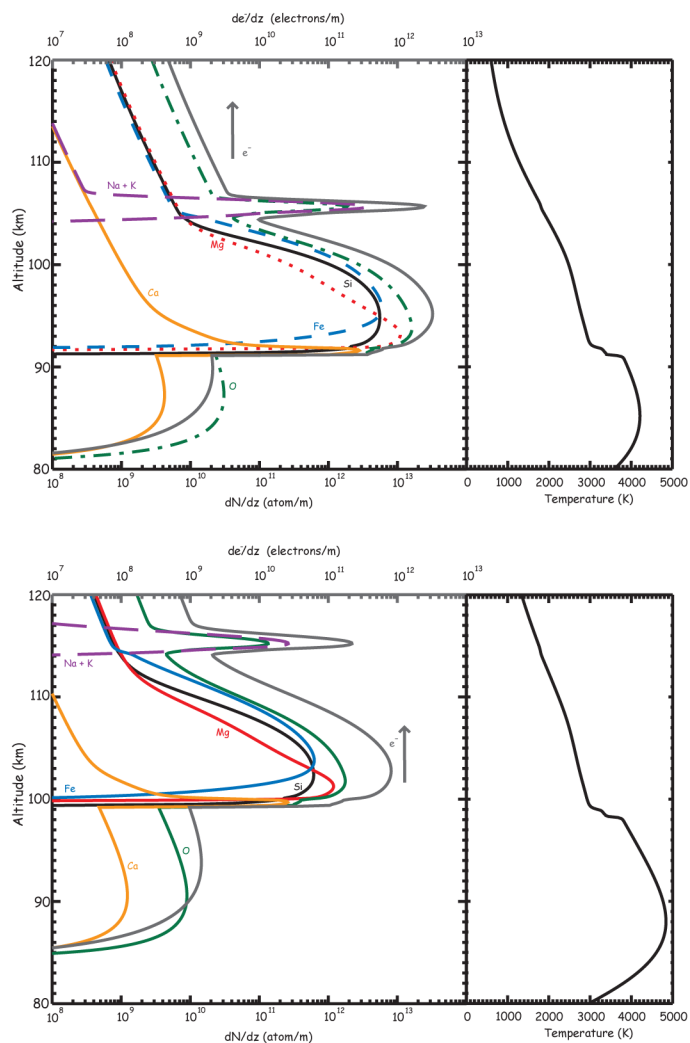 de⁻/dz (electrons/m)
10⁷ 10⁸ 10⁹ 10¹⁰ 10¹¹ 10¹² 10¹³
120
110
100
90
80
Altitude (km)
e⁻
Na + K
Mg
Ca
Si
Fe
O
10⁸ 10⁹ 10¹⁰ 10¹¹ 10¹² 10¹³
dN/dz (atom/m)
0 1000 2000 3000 4000 5000
Temperature (K)
de⁻/dz (electrons/m)
10⁷ 10⁸ 10⁹ 10¹⁰ 10¹¹ 10¹² 10¹³
120
110
100
90
80
Altitude (km)
Na + K
Mg
e⁻
Fe
Si
Ca
O
10⁸ 10⁹ 10¹⁰ 10¹¹ 10¹² 10¹³
dN/dz (atom/m)
0 1000 2000 3000 4000 5000
Temperature (K)